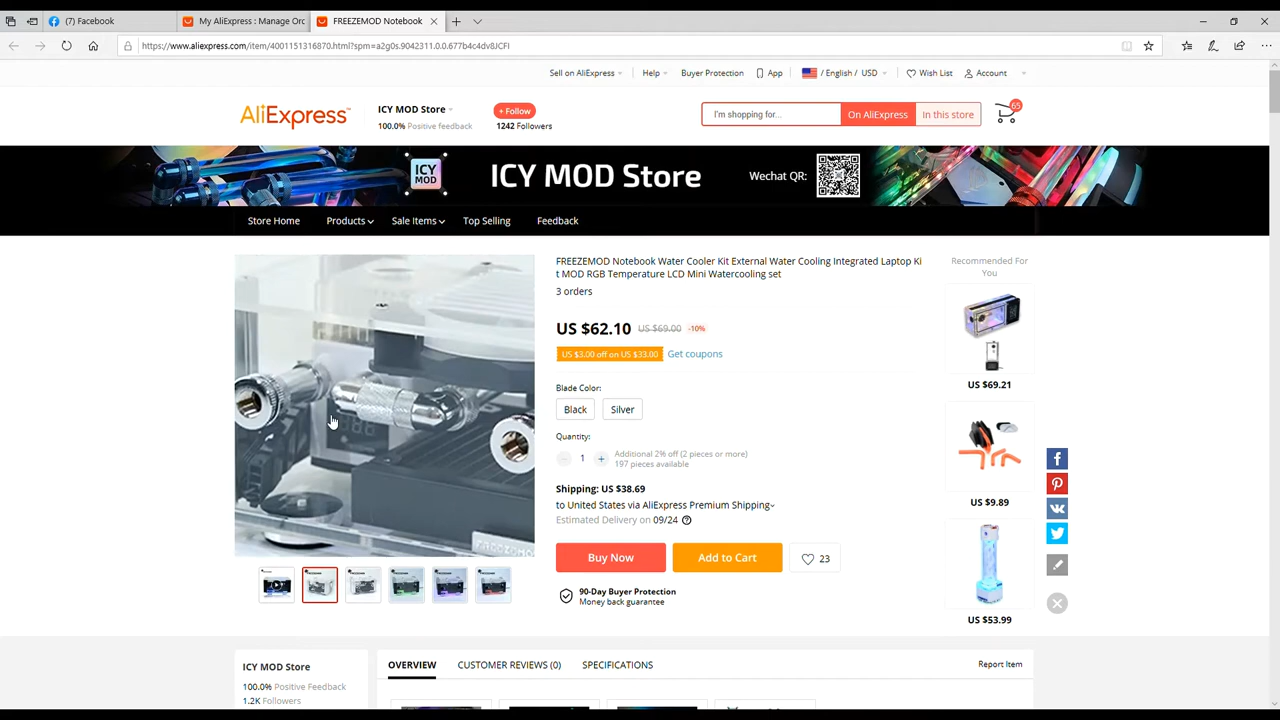 (7) Facebook
My AliExpress : Manage Orc
FREEZEMOD Notebook
https://www.aliexpress.com/item/4001151316870.html?spm=a2g0s.9042311.0.0.677b4c4dv8JCFI
Sell on AliExpress
Help
Buyer Protection
App
/ English / USD
Wish List
Account
AliExpress
ICY MOD Store
100.0% Positive feedback
+ Follow
1242 Followers
I'm shopping for...
On AliExpress
In this store
65
ICY MOD
ICY MOD Store
Wechat QR:
Store Home
Products
Sale Items
Top Selling
Feedback
FREEZEMOD Notebook Water Cooler Kit External Water Cooling Integrated Laptop Ki
t MOD RGB Temperature LCD Mini Watercooling set
3 orders
US $62.10 US $69.00 -10%
US $3.00 off on US $33.00 Get coupons
Blade Color:
Black
Silver
Quantity:
1
Additional 2% off (2 pieces or more)
197 pieces available
Shipping: US $38.69
to United States via AliExpress Premium Shipping
Estimated Delivery on 09/24
Buy Now
Add to Cart
23
90-Day Buyer Protection
Money back guarantee
Recommended For
You
US $69.21
US $9.89
US $53.99
ICY MOD Store
100.0% Positive Feedback
1.2K Followers
OVERVIEW
CUSTOMER REVIEWS (0)
SPECIFICATIONS
Report Item